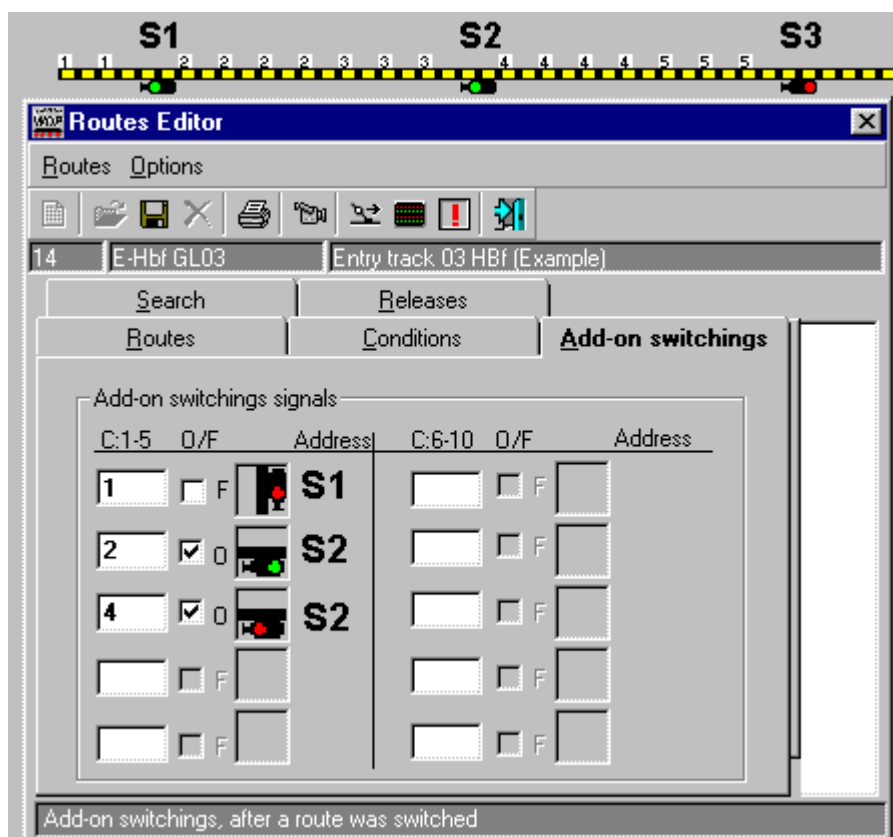 S1 S2 S3
1 1 2 2 2 2 3 3 3 4 4 4 4 5 5 5
Routes Editor
Routes Options
14 E-Hbf GL03 Entry track 03 HBf (Example)
Search Releases
Routes Conditions Add-on switchings
Add-on switchings signals
C:1-5 O/F Address C:6-10 O/F Address
1 F S1 F
2 O S2 F
4 O S2 F
F F
F F
Add-on switchings, after a route was switched